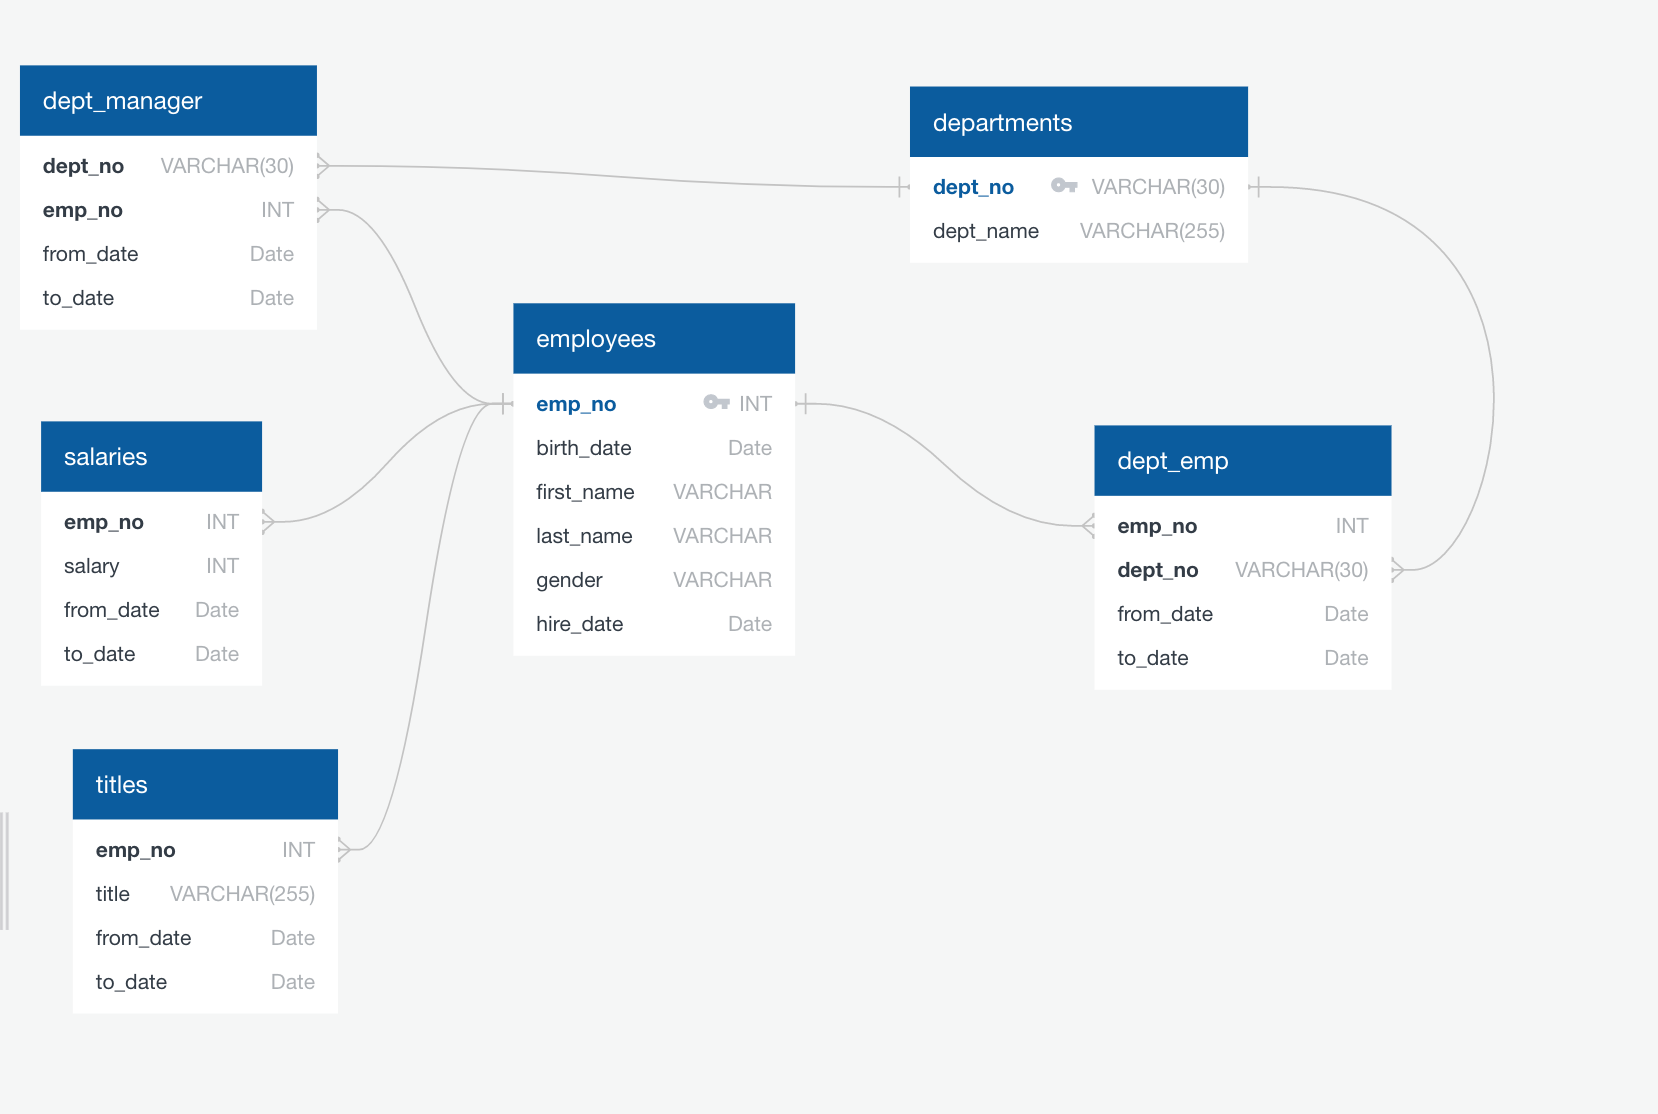 dept_manager
dept_no VARCHAR(30)
emp_no INT
from_date Date
to_date Date
departments
dept_no VARCHAR(30)
dept_name VARCHAR(255)
employees
emp_no INT
birth_date Date
first_name VARCHAR
last_name VARCHAR
gender VARCHAR
hire_date Date
salaries
emp_no INT
salary INT
from_date Date
to_date Date
dept_emp
emp_no INT
dept_no VARCHAR(30)
from_date Date
to_date Date
titles
emp_no INT
title VARCHAR(255)
from_date Date
to_date Date